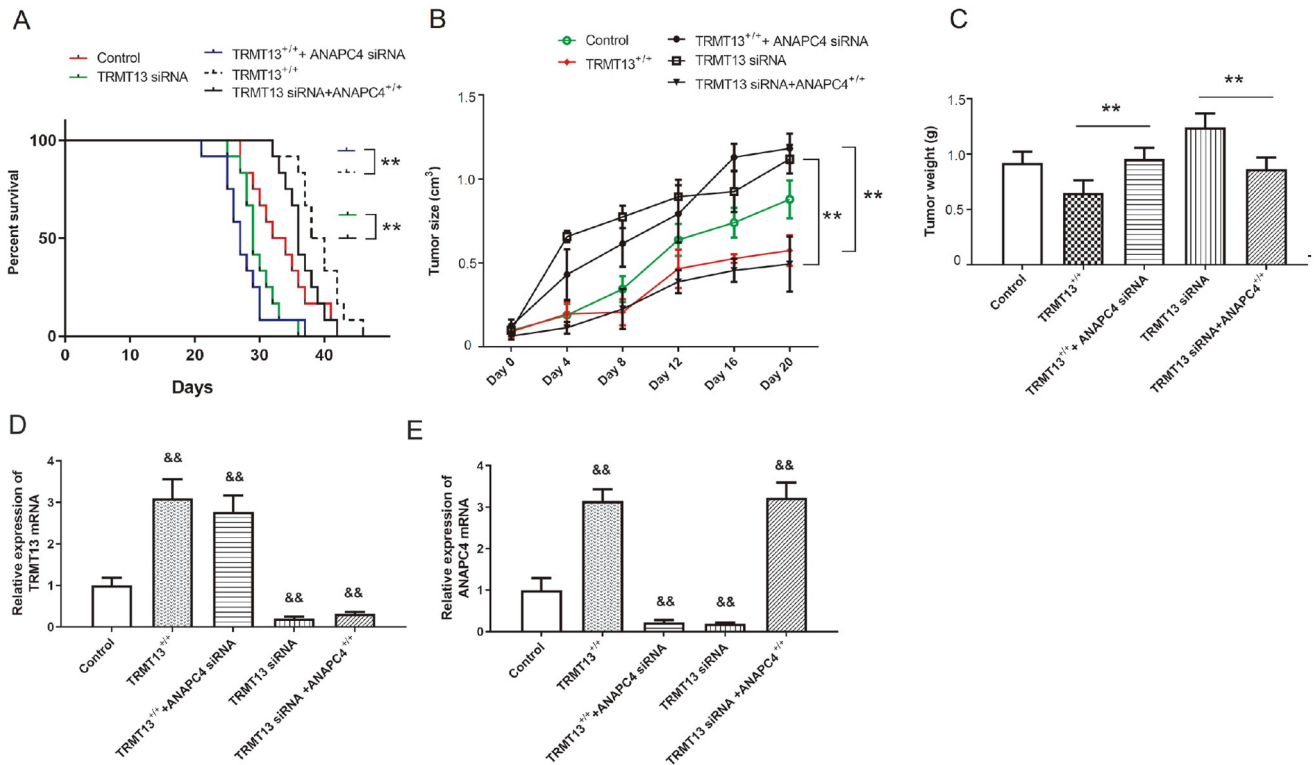 A
Control
TRMT13 siRNA
TRMT13+/++ ANAPC4 siRNA
TRMT13+/+
TRMT13 siRNA+ANAPC4+/+
Percent survival
100
50
0
**
**
0
10
20
30
40
Days
B
Control
TRMT13+/+
TRMT13+/++ ANAPC4 siRNA
TRMT13 siRNA
TRMT13 siRNA+ANAPC4+/+
Tumor size (cm3)
1.5
1.0
0.5
0
**
**
Day 0
Day 4
Day 8
Day 12
Day 16
Day 20
C
Tumor weight (g)
1.5
1.0
0.5
0
**
**
Control
TRMT13+/+
TRMT13+/++ ANAPC4 siRNA
TRMT13 siRNA
TRMT13 siRNA+ANAPC4+/+
D
Relative expression of
TRMT13 mRNA
4
3
2
1
0
&&
&&
&&
&&
Control
TRMT13+/+
TRMT13+/++ANAPC4 siRNA
TRMT13 siRNA
TRMT13 siRNA +ANAPC4+/+
E
Relative expression of
ANAPC4 mRNA
4
3
2
1
0
&&
&&
&&
&&
Control
TRMT13+/+
TRMT13+/++ANAPC4 siRNA
TRMT13 siRNA
TRMT13 siRNA +ANAPC4+/+